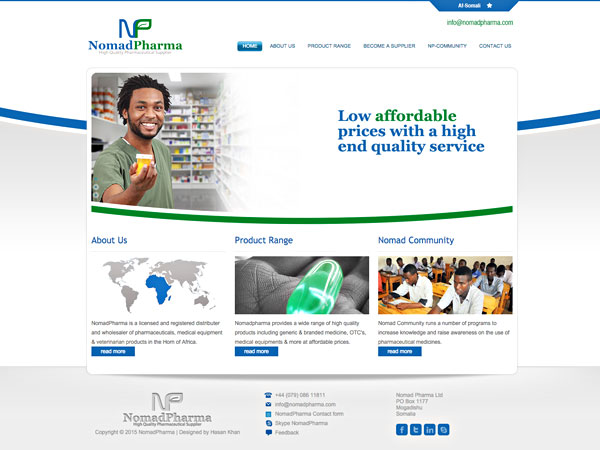 Af-Somali
info@nomadpharma.com
NP
NomadPharma
High Quality Pharmaceutical Supplier
HOME ABOUT US PRODUCT RANGE BECOME A SUPPLIER NP-COMMUNITY CONTACT US
Low affordable
prices with a high
end quality service
About Us
NomadPharma is a licensed and registered distributer
and wholesaler of pharmaceuticals, medical equipment
& veterinarian products in the Horn of Africa.
read more
Product Range
Nomadpharma provides a wide range of high quality
products including generic & branded medicine, OTC's,
medical equipments & more at affordable prices.
read more
Nomad Community
Nomad Community runs a number of programs to
increase knowledge and raise awareness on the use of
pharmaceutical medicines.
read more
NP
NomadPharma
High Quality Pharmaceutical Supplier
Copyright © 2015 NomadPharma | Designed by Hasan Khan
+44 (079) 086 11811
info@nomadpharma.com
NomadPharma Contact form
Skype NomadPharma
Feedback
Nomad Pharma Ltd
PO Box 1177
Mogadishu
Somalia